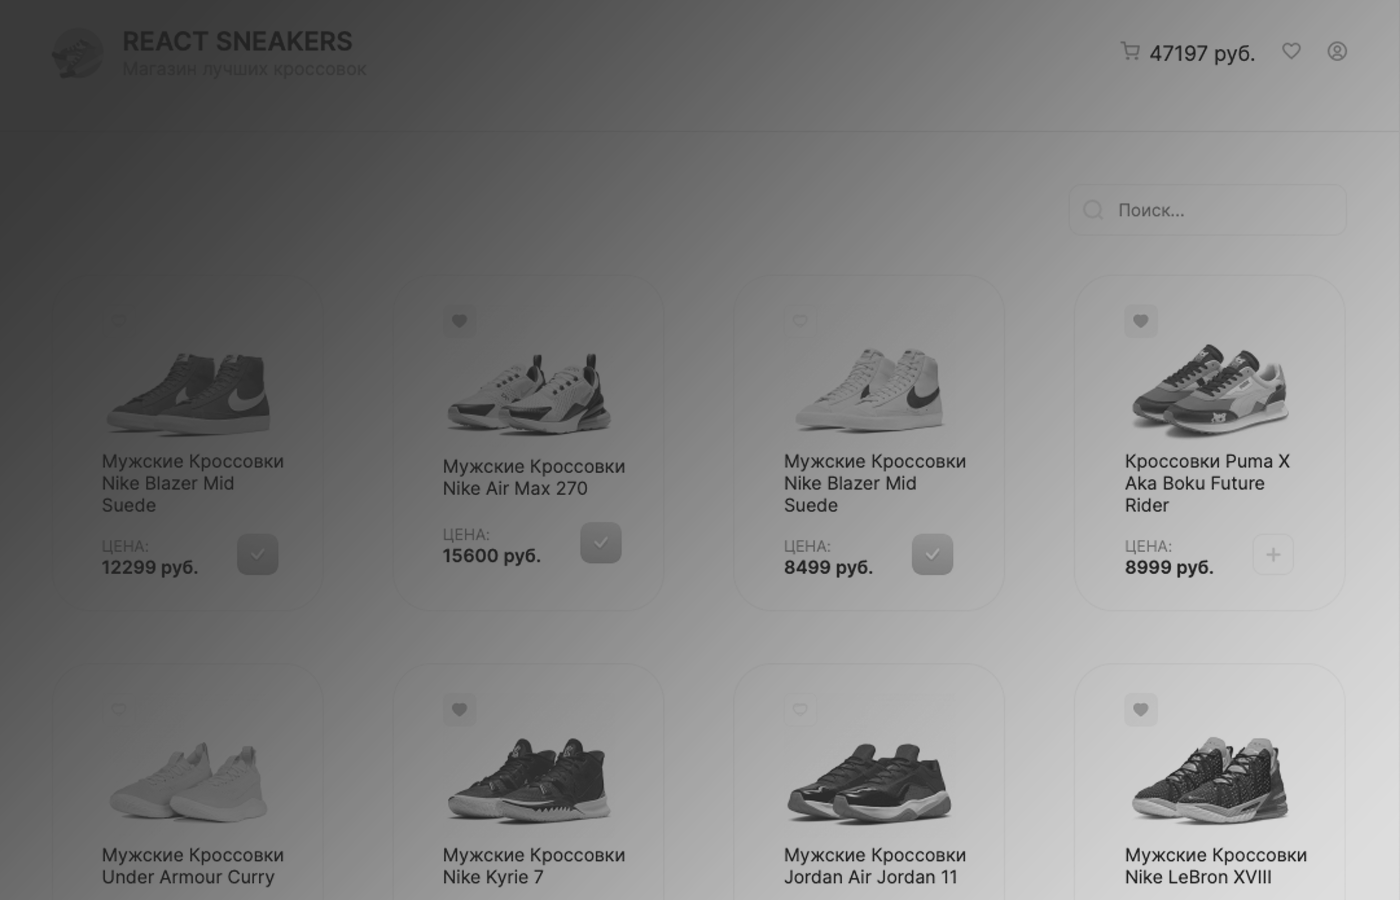 REACT SNEAKERS
Магазин лучших кроссовок
47197 руб.
Поиск...
Мужские Кроссовки
Nike Blazer Mid
Suede
ЦЕНА:
12299 руб.
Мужские Кроссовки
Nike Air Max 270
ЦЕНА:
15600 руб.
Мужские Кроссовки
Nike Blazer Mid
Suede
ЦЕНА:
8499 руб.
Кроссовки Puma X
Aka Boku Future
Rider
ЦЕНА:
8999 руб.
Мужские Кроссовки
Under Armour Curry
Мужские Кроссовки
Nike Kyrie 7
Мужские Кроссовки
Jordan Air Jordan 11
Мужские Кроссовки
Nike LeBron XVIII